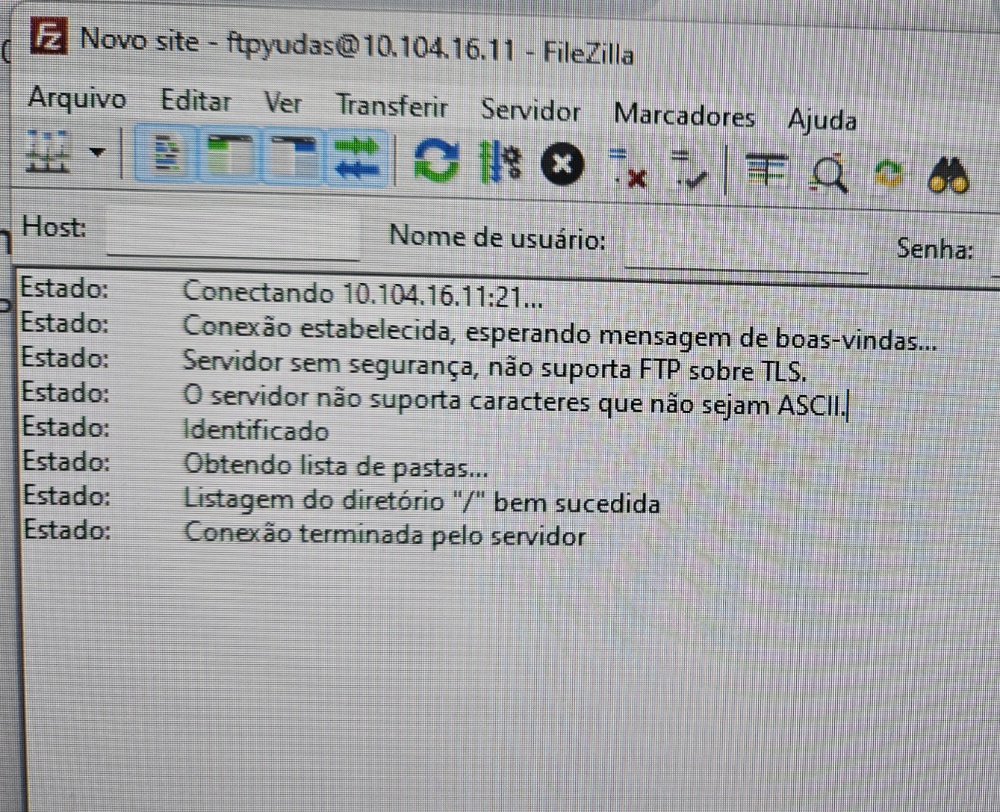 Novo site - ftpyudas@10.104.16.11 - FileZilla
Arquivo Editar Ver Transferir Servidor Marcadores Ajuda
Host: Nome de usuário: Senha:
Estado: Conectando 10.104.16.11:21...
Estado: Conexão estabelecida, esperando mensagem de boas-vindas...
Estado: Servidor sem segurança, não suporta FTP sobre TLS.
Estado: O servidor não suporta caracteres que não sejam ASCII.
Estado: Identificado
Estado: Obtendo lista de pastas...
Estado: Listagem do diretório "/" bem sucedida
Estado: Conexão terminada pelo servidor